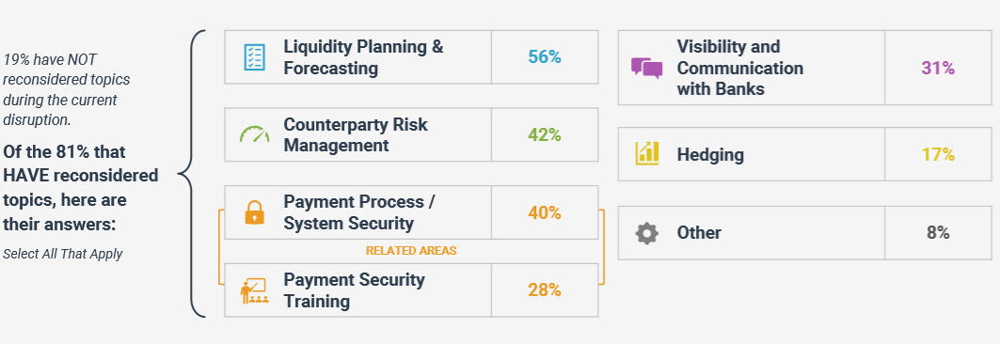 19% have NOT
reconsidered topics
during the current
disruption.
Of the 81% that
HAVE reconsidered
topics, here are
their answers:
Select All That Apply
Liquidity Planning &
Forecasting
56%
Counterparty Risk
Management
42%
Payment Process /
System Security
40%
RELATED AREAS
Payment Security
Training
28%
Visibility and
Communication
with Banks
31%
Hedging
17%
Other
8%